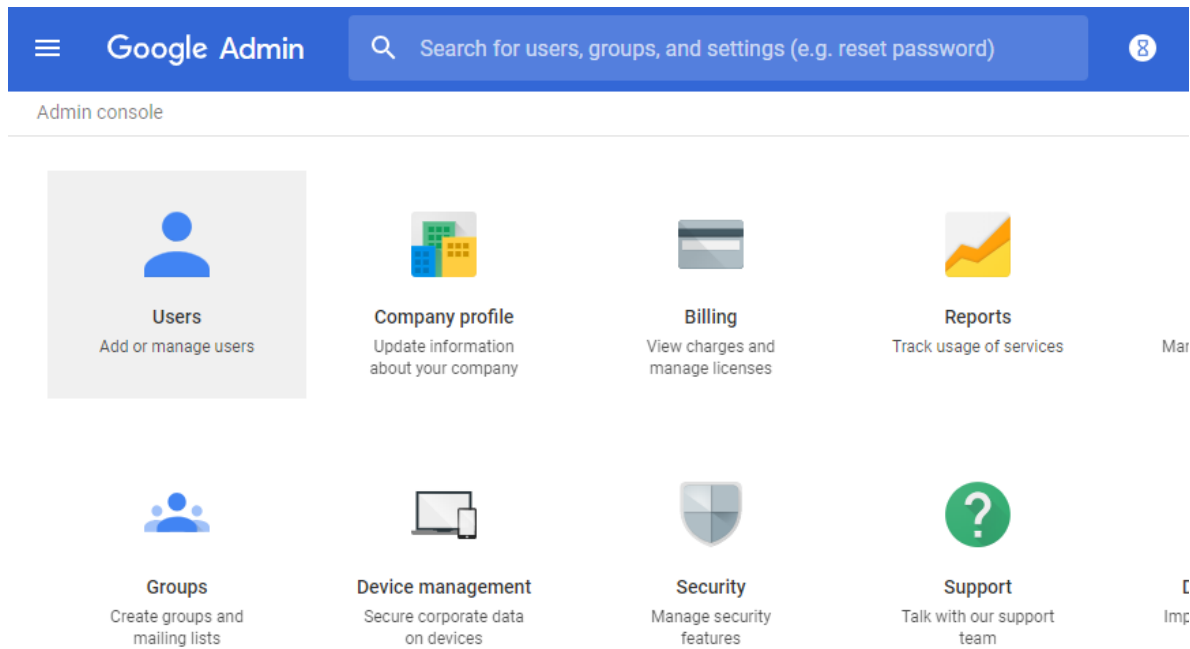 Google Admin
Search for users, groups, and settings (e.g. reset password)
Admin console
Users
Add or manage users
Company profile
Update information
about your company
Billing
View charges and
manage licenses
Reports
Track usage of services
Groups
Create groups and
mailing lists
Device management
Secure corporate data
on devices
Security
Manage security
features
Support
Talk with our support
team